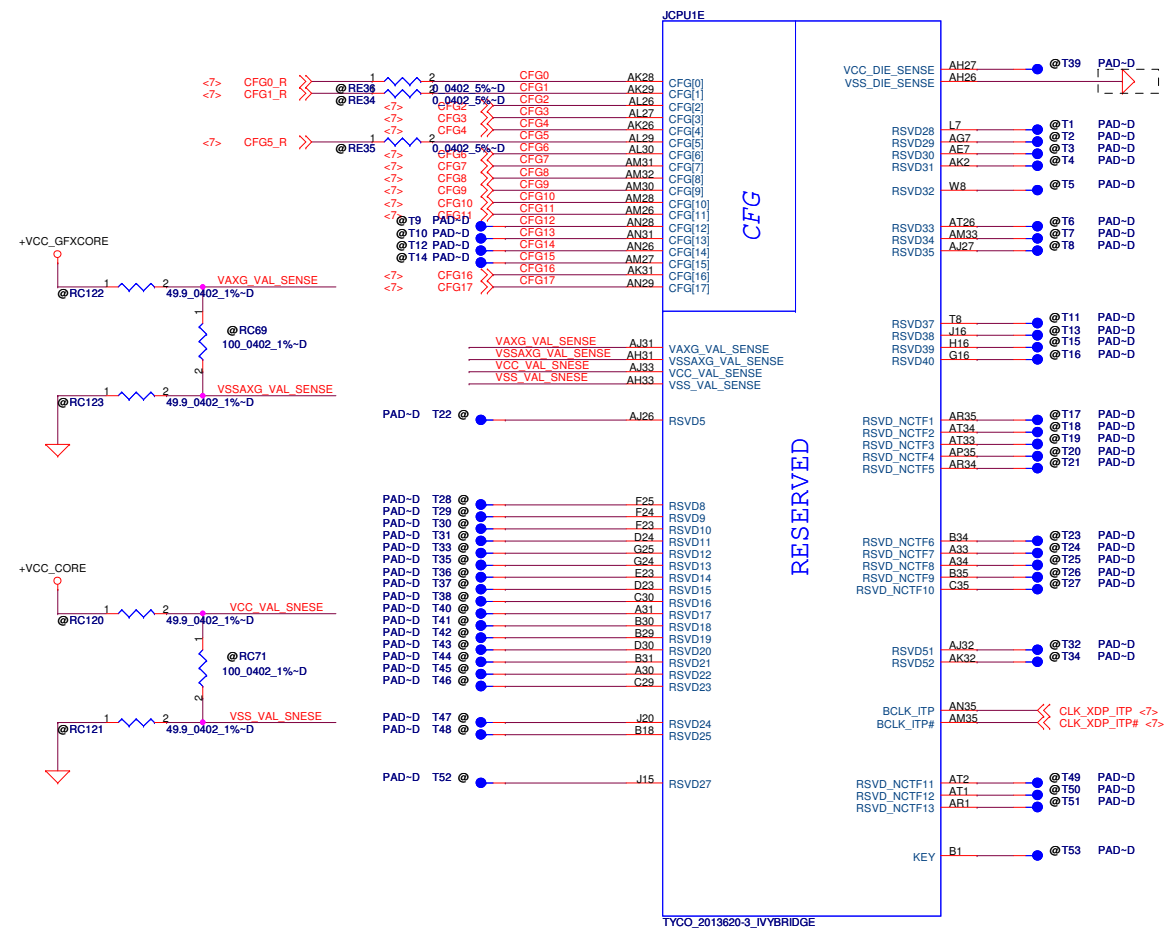 JCPU1E
<7> CFG0_R 1 2 CFG0 AK28 CFG[0]
@RE36 0_0402_5%~D
<7> CFG1_R CFG1 AK29 CFG[1]
@RE34 0_0402_5%~D
<7> CFG2 CFG2 AL26 CFG[2]
<7> CFG3 CFG3 AL27 CFG[3]
<7> CFG4 CFG4 AK26 CFG[4]
<7> CFG5_R 1 2 CFG5 AL29 CFG[5]
@RE35 0_0402_5%~D
<7> CFG6 CFG6 AL30 CFG[6]
<7> CFG7 CFG7 AM31 CFG[7]
<7> CFG8 CFG8 AM32 CFG[8]
<7> CFG9 CFG9 AM30 CFG[9]
<7> CFG10 CFG10 AM28 CFG[10]
<7> CFG11 CFG11 AM26 CFG[11]
@T9 PAD~D CFG12 AN28 CFG[12]
@T10 PAD~D CFG13 AN31 CFG[13]
@T12 PAD~D CFG14 AN26 CFG[14]
@T14 PAD~D CFG15 AM27 CFG[15]
<7> CFG16 CFG16 AK31 CFG[16]
<7> CFG17 CFG17 AN29 CFG[17]
CFG
VAXG_VAL_SENSE AJ31 VAXG_VAL_SENSE
VSSAXG_VAL_SENSE AH31 VSSAXG_VAL_SENSE
VCC_VAL_SNESE AJ33 VCC_VAL_SENSE
VSS_VAL_SNESE AH33 VSS_VAL_SENSE
PAD~D T22 @ AJ26 RSVD5
PAD~D T28 @ F25 RSVD8
PAD~D T29 @ F24 RSVD9
PAD~D T30 @ F23 RSVD10
PAD~D T31 @ D24 RSVD11
PAD~D T33 @ G25 RSVD12
PAD~D T35 @ G24 RSVD13
PAD~D T36 @ E23 RSVD14
PAD~D T37 @ D23 RSVD15
PAD~D T38 @ C30 RSVD16
PAD~D T40 @ A31 RSVD17
PAD~D T41 @ B30 RSVD18
PAD~D T42 @ B29 RSVD19
PAD~D T43 @ D30 RSVD20
PAD~D T44 @ B31 RSVD21
PAD~D T45 @ A30 RSVD22
PAD~D T46 @ C29 RSVD23
PAD~D T47 @ J20 RSVD24
PAD~D T48 @ B18 RSVD25
PAD~D T52 @ J15 RSVD27
RESERVED
VCC_DIE_SENSE AH27 @T39 PAD~D
VSS_DIE_SENSE AH26
RSVD28 L7 @T1 PAD~D
RSVD29 AG7 @T2 PAD~D
RSVD30 AE7 @T3 PAD~D
RSVD31 AK2 @T4 PAD~D
RSVD32 W8 @T5 PAD~D
RSVD33 AT26 @T6 PAD~D
RSVD34 AM33 @T7 PAD~D
RSVD35 AJ27 @T8 PAD~D
RSVD37 T8 @T11 PAD~D
RSVD38 J16 @T13 PAD~D
RSVD39 H16 @T15 PAD~D
RSVD40 G16 @T16 PAD~D
RSVD_NCTF1 AR35 @T17 PAD~D
RSVD_NCTF2 AT34 @T18 PAD~D
RSVD_NCTF3 AT33 @T19 PAD~D
RSVD_NCTF4 AP35 @T20 PAD~D
RSVD_NCTF5 AR34 @T21 PAD~D
RSVD_NCTF6 B34 @T23 PAD~D
RSVD_NCTF7 A33 @T24 PAD~D
RSVD_NCTF8 A34 @T25 PAD~D
RSVD_NCTF9 B35 @T26 PAD~D
RSVD_NCTF10 C35 @T27 PAD~D
RSVD51 AJ32 @T32 PAD~D
RSVD52 AK32 @T34 PAD~D
BCLK_ITP AN35 CLK_XDP_ITP <7>
BCLK_ITP# AM35 CLK_XDP_ITP# <7>
RSVD_NCTF11 AT2 @T49 PAD~D
RSVD_NCTF12 AT1 @T50 PAD~D
RSVD_NCTF13 AR1 @T51 PAD~D
KEY B1 @T53 PAD~D
TYCO_2013620-3_IVYBRIDGE
+VCC_GFXCORE
1 2 VAXG_VAL_SENSE
@RC122 49.9_0402_1%~D
1
@RC69
100_0402_1%~D
2
1 2 VSSAXG_VAL_SENSE
@RC123 49.9_0402_1%~D
+VCC_CORE
1 2 VCC_VAL_SNESE
@RC120 49.9_0402_1%~D
1
@RC71
100_0402_1%~D
2
1 2 VSS_VAL_SNESE
@RC121 49.9_0402_1%~D